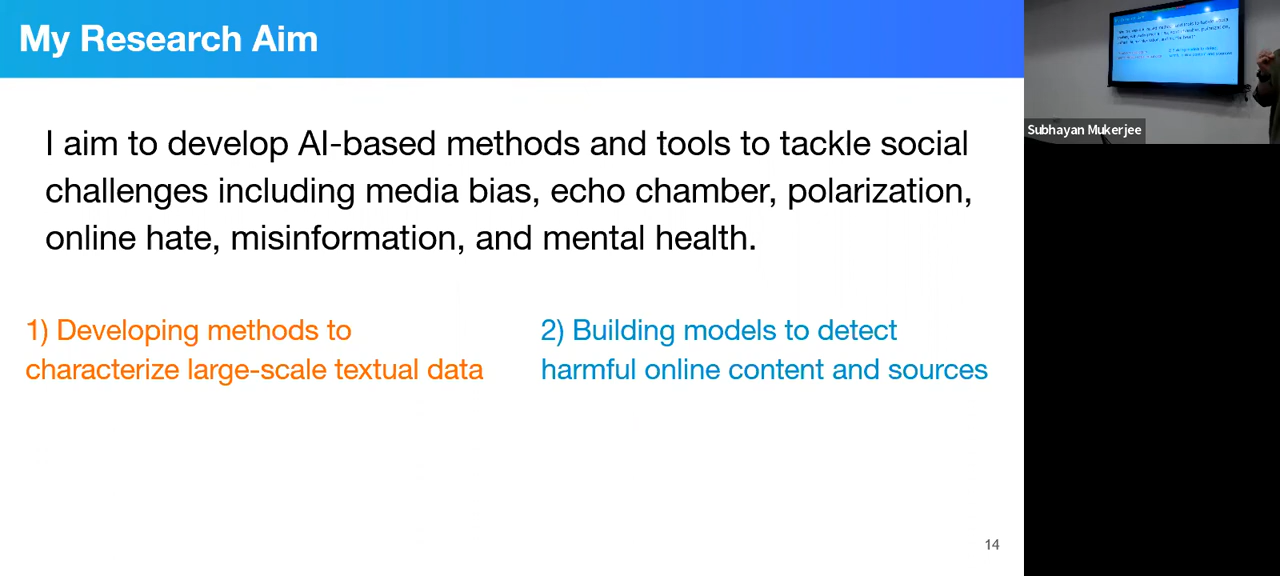 My Research Aim
I aim to develop AI-based methods and tools to tackle social
challenges including media bias, echo chamber, polarization,
online hate, misinformation, and mental health.
1) Developing methods to
characterize large-scale textual data
2) Building models to detect
harmful online content and sources
14
Subhayan Mukerjee